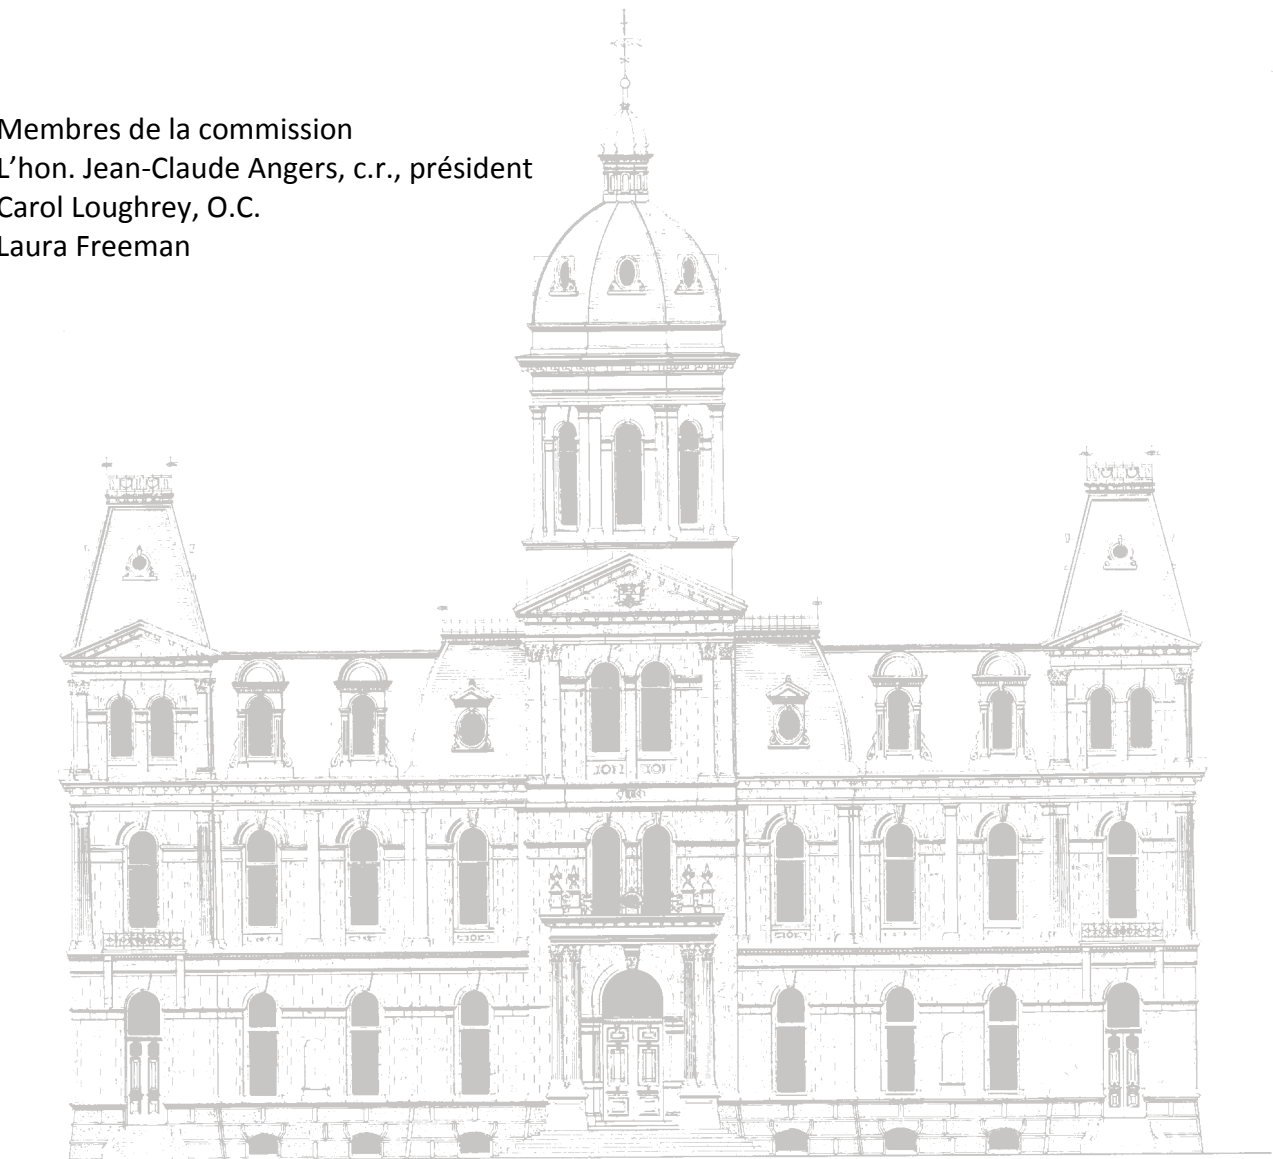 Membres de la commission
L’hon. Jean-Claude Angers, c.r., président
Carol Loughrey, O.C.
Laura Freeman